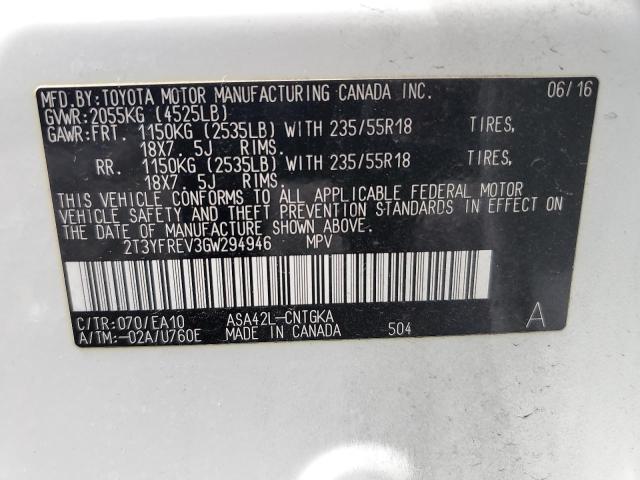 MFD.BY:TOYOTA MOTOR MANUFACTURING CANADA INC. 06/16
GVWR:2055KG (4525LB)
GAWR:FRT. 1150KG (2535LB) WITH 235/55R18 TIRES,
18X7.5J RIMS.
RR. 1150KG (2535LB) WITH 235/55R18 TIRES,
18X7.5J RIMS.
THIS VEHICLE CONFORMS TO ALL APPLICABLE FEDERAL MOTOR
VEHICLE SAFETY AND THEFT PREVENTION STANDARDS IN EFFECT ON
THE DATE OF MANUFACTURE SHOWN ABOVE.
2T3YFREV3GW294946 MPV
C/TR:070/EA10 ASA42L-CNTGKA A
A/TM:-02A/U760E MADE IN CANADA 504